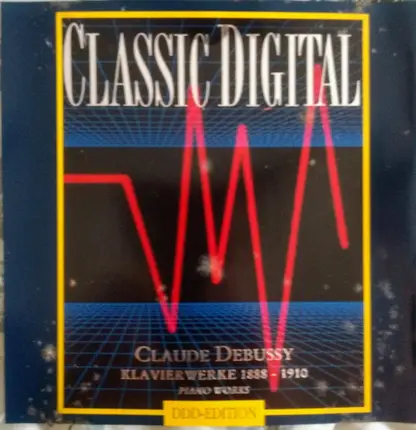 CLASSIC DIGITAL
CLAUDE DEBUSSY
KLAVIERWERKE 1888 - 1910
PIANO WORKS
DDD-EDITION